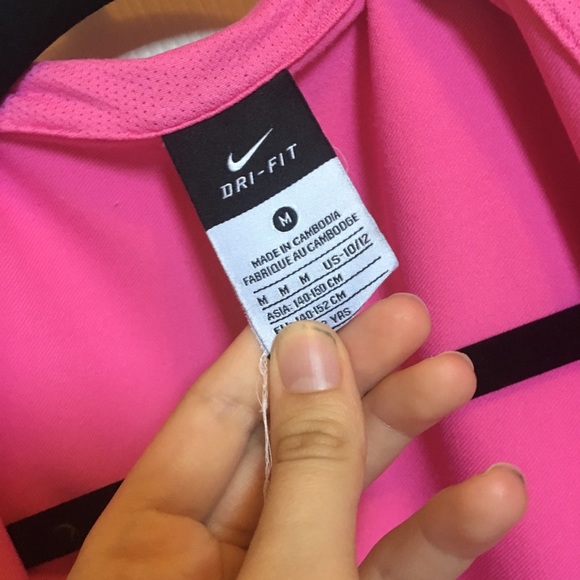 DRI-FIT
M
MADE IN CAMBODIA
FABRIQUE AU CAMBODGE
M M M US-10/12
ASIA: 140-150 CM
140-152 CM
YRS